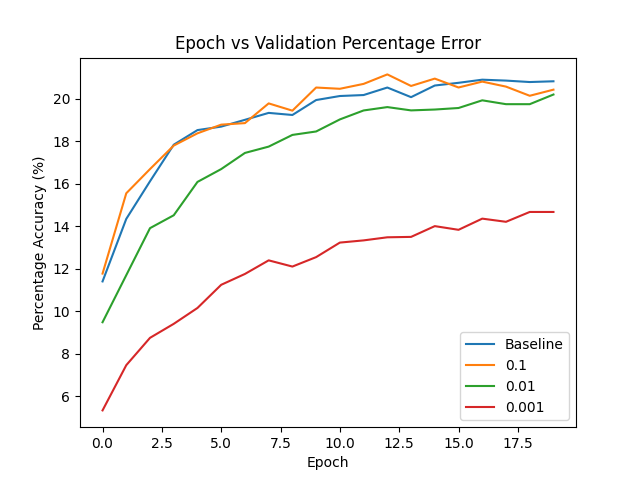 Epoch vs Validation Percentage Error
Percentage Accuracy (%)
20
18
16
14
12
10
8
6
0.0 2.5 5.0 7.5 10.0 12.5 15.0 17.5
Epoch
Baseline
0.1
0.01
0.001